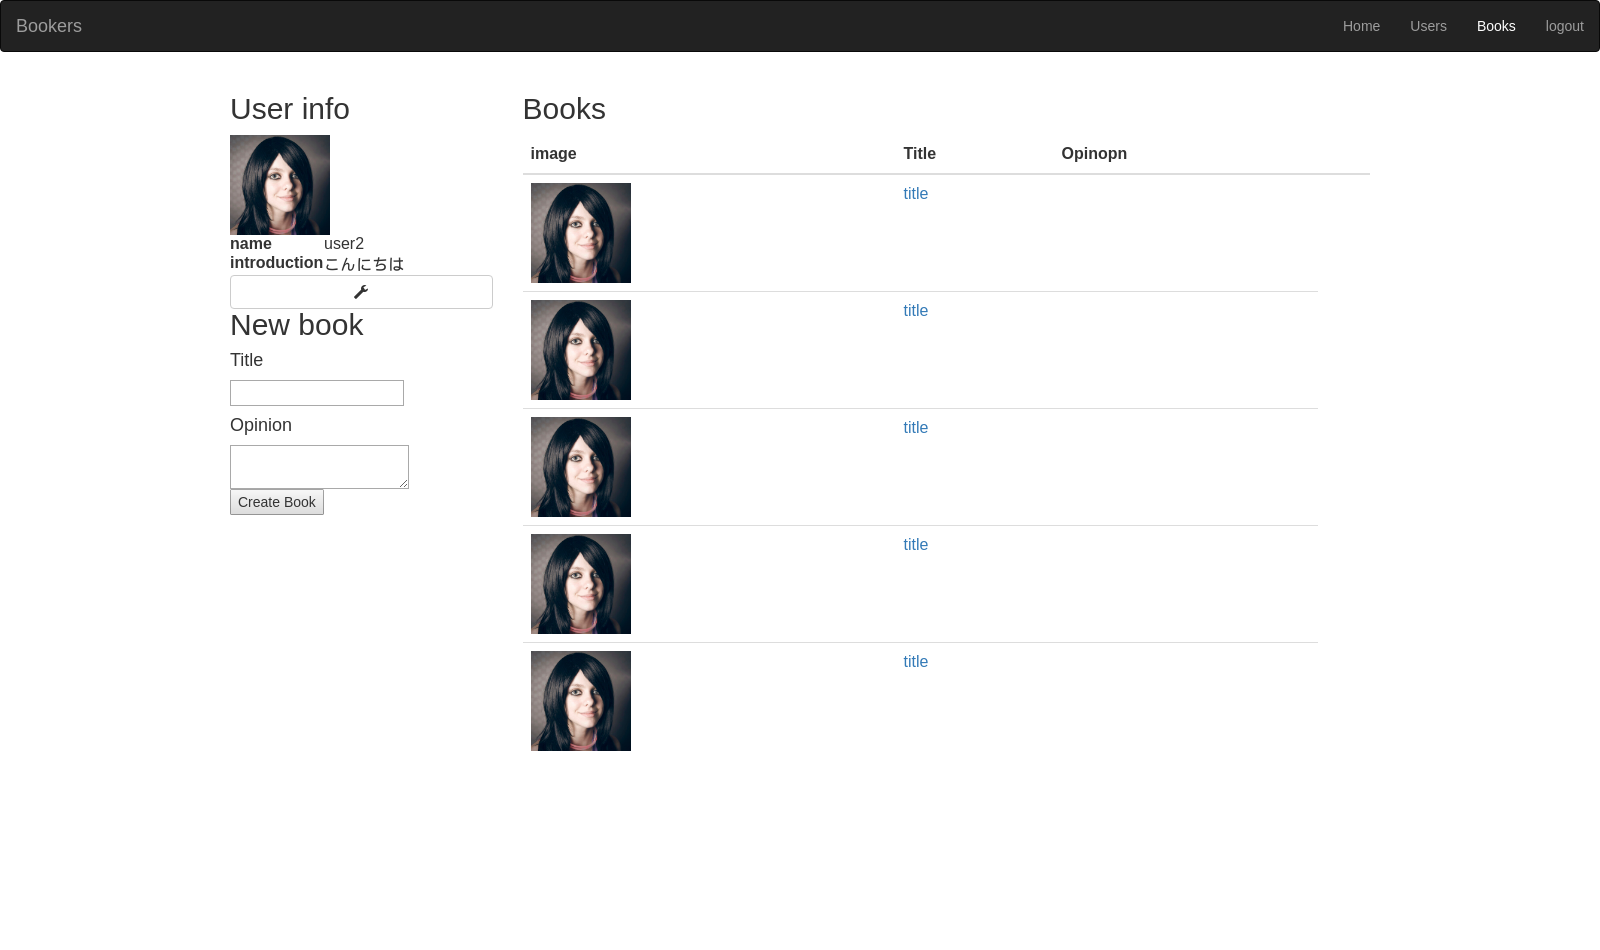 Bookers Home Users Books logout
User info
name user2
introduction こんにちは
New book
Title
Opinion
Create Book
Books
image Title Opinopn
title
title
title
title
title